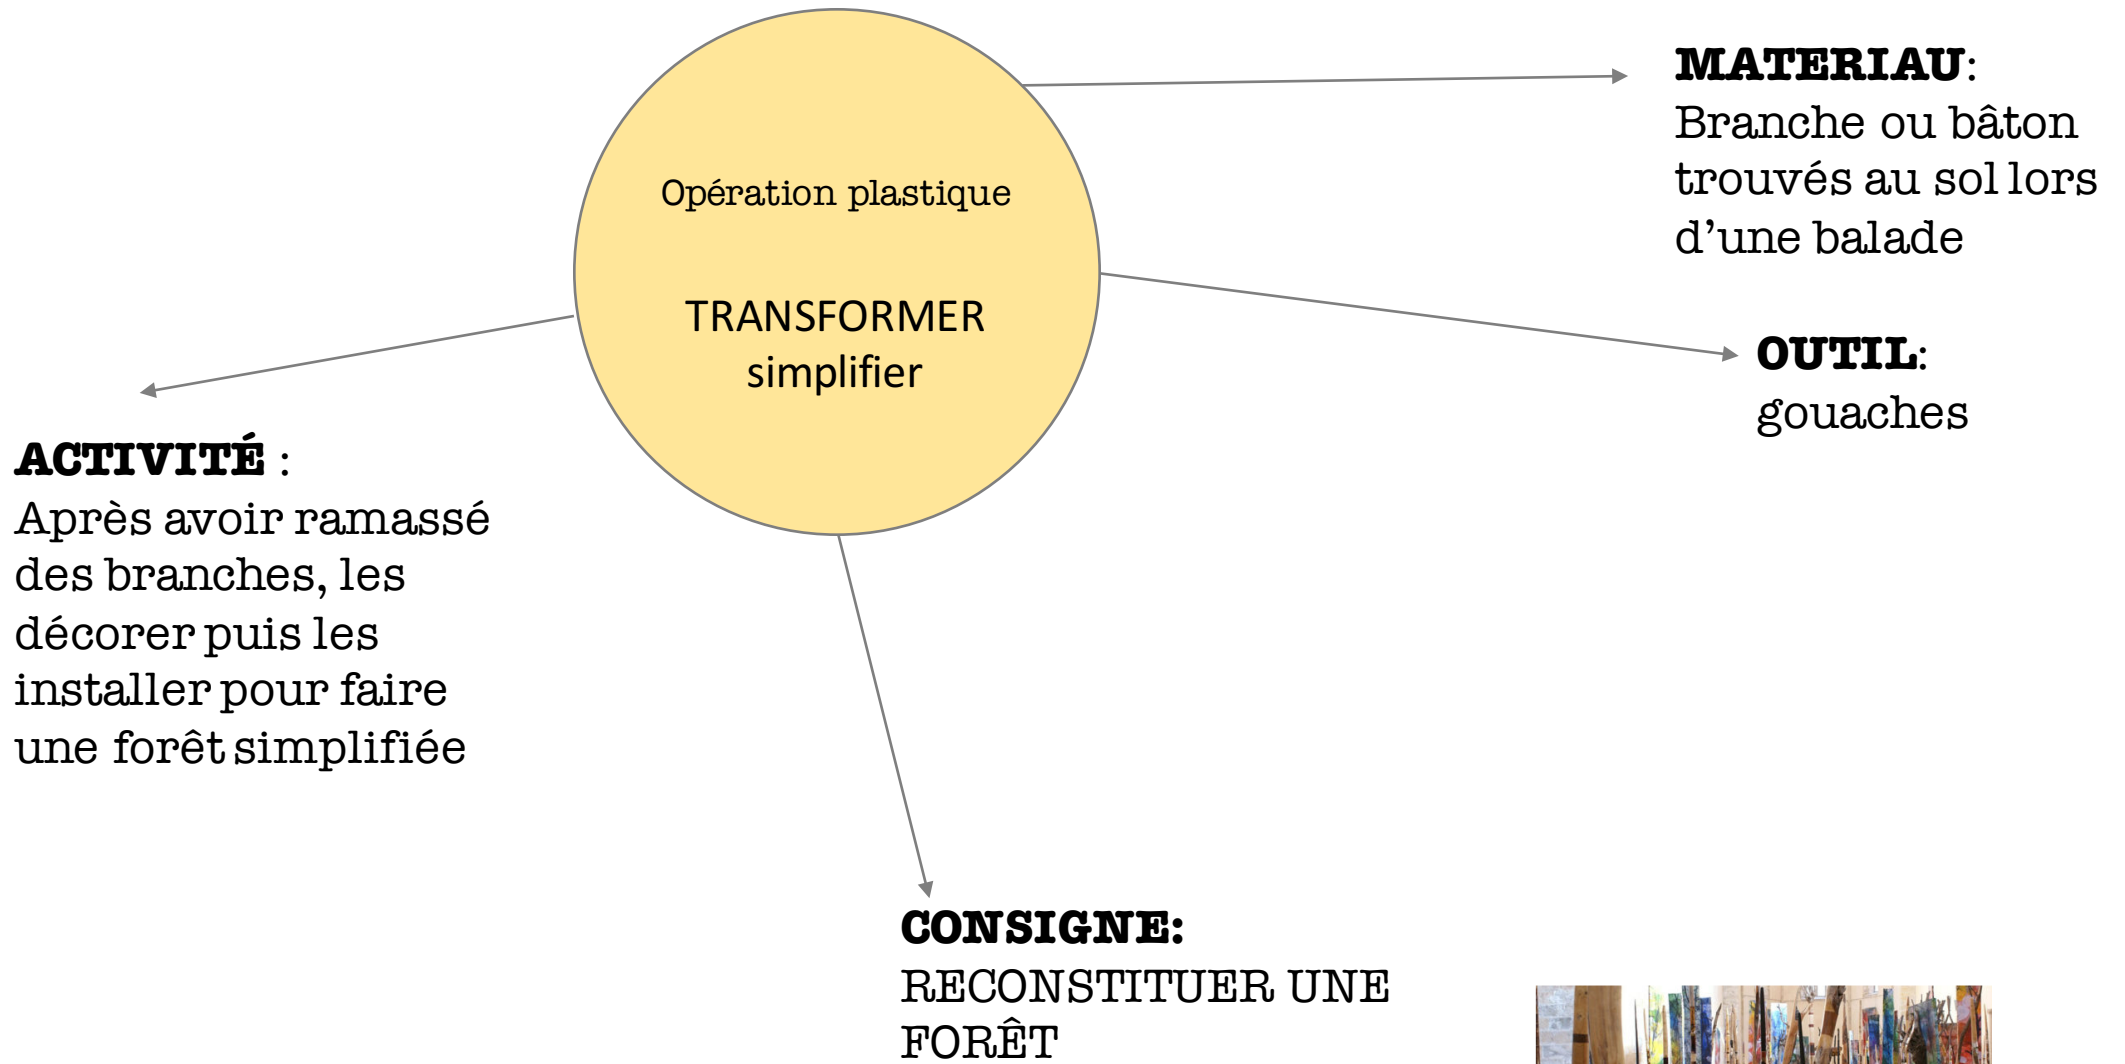 Opération plastique
TRANSFORMER
simplifier
MATERIAU:
Branche ou bâton
trouvés au sol lors
d’une balade
OUTIL:
gouaches
ACTIVITÉ :
Après avoir ramassé
des branches, les
décorer puis les
installer pour faire
une forêt simplifiée
CONSIGNE:
RECONSTITUER UNE
FORÊT